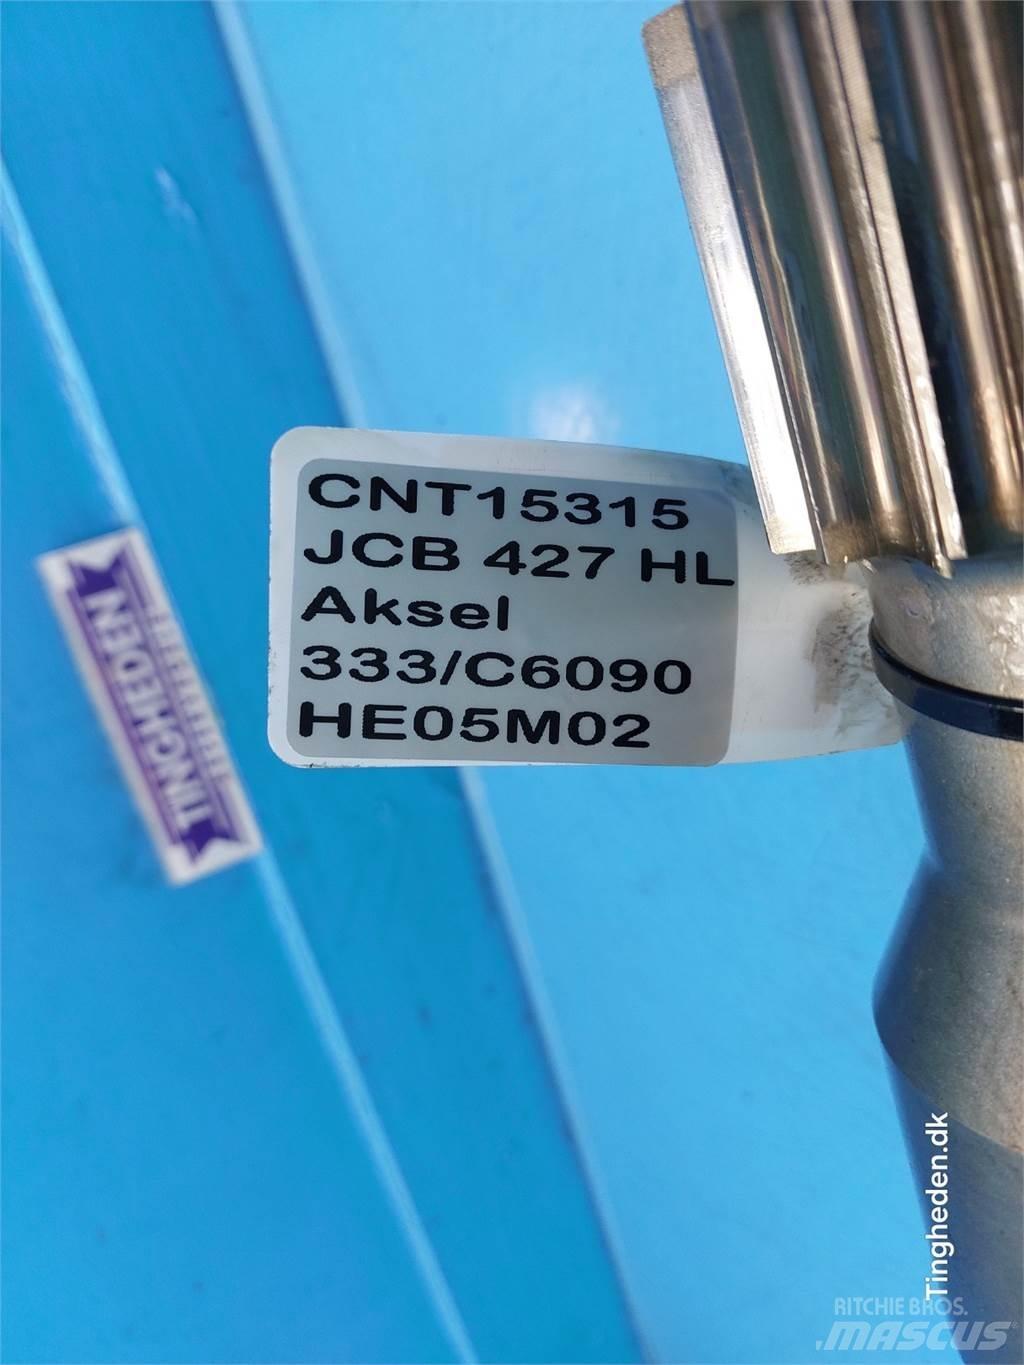 CNT15315
JCB 427 HL
Aksel
333/C6090
HE05M02
TINGHEDEN
Tingheden.dk
RITCHIE BROS.
MASCUS